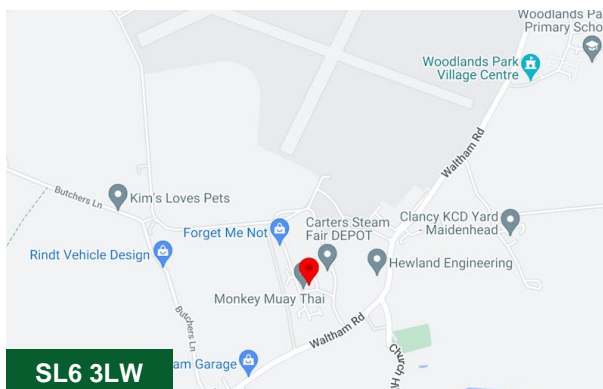 Woodlands Pa
Primary Scho
Woodlands Park
Village Centre
Waltham Rd
Butchers Ln
Kim's Loves Pets
Forget Me Not
Carters Steam
Fair DEPOT
Clancy KCD Yard
- Maidenhead
Rindt Vehicle Design
Hewland Engineering
Monkey Muay Thai
Butchers Ln
Waltham Rd
Church Hi
am Garage
SL6 3LW